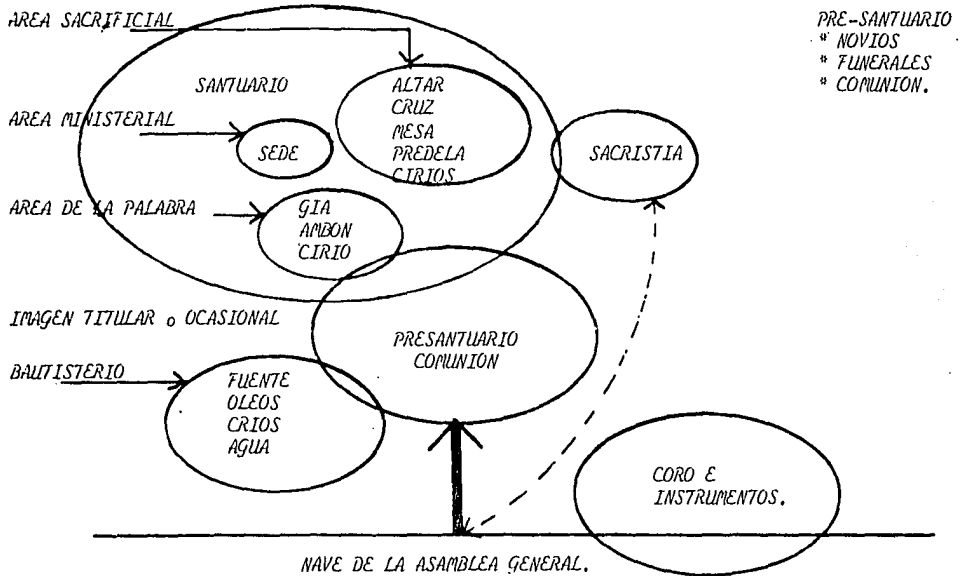 AREA SACRIFICIAL
PRE-SANTUARIO
" NOVIOS
" FUNERALES
" COMUNION.
SANTUARIO
ALTAR
CRUZ
MESA
PREDELA
CIRIOS
AREA MINISTERIAL
SEDE
SACRISTIA
AREA DE LA PALABRA
GIA
AMBON
CIRIO
IMAGEN TITULAR o OCASIONAL
PRESANTUARIO
COMUNION
BAUTISTERIO
FUENTE
OLEOS
CRIOS
AGUA
CORO E
INSTRUMENTOS.
NAVE DE LA ASAMBLEA GENERAL.